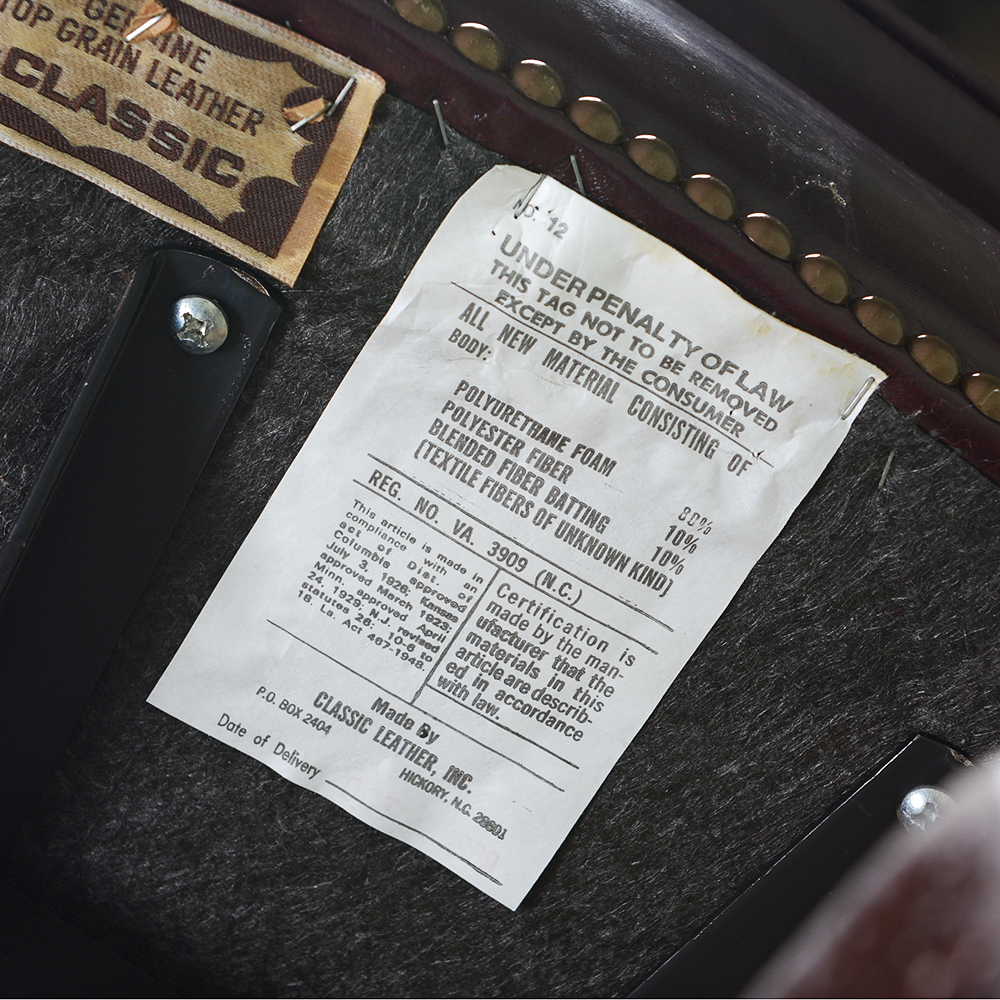 GENUINE
TOP GRAIN LEATHER
CLASSIC
NO. 12
UNDER PENALTY OF LAW
THIS TAG NOT TO BE REMOVED
EXCEPT BY THE CONSUMER
ALL NEW MATERIAL CONSISTING OF
BODY:
POLYURETHANE FOAM 80%
POLYESTER FIBER 10%
BLENDED FIBER BATTING 10%
(TEXTILE FIBERS OF UNKNOWN KIND)
REG. NO. VA. 3909 (N.C.)
This article is made in
compliance with an
act of Dist. of
Columbia approved
July 3, 1926; Kansas
approved March 1923;
Minn. approved April
24, 1929; N.J. revised
statutes 26: 10-6 to
18. La. Act 467-1948.
Certification is
made by the man-
ufacturer that the
materials in this
article are describ-
ed in accordance
with law.
Made By
CLASSIC LEATHER, INC.
P.O. BOX 2404 HICKORY, N.C. 28601
Date of Delivery